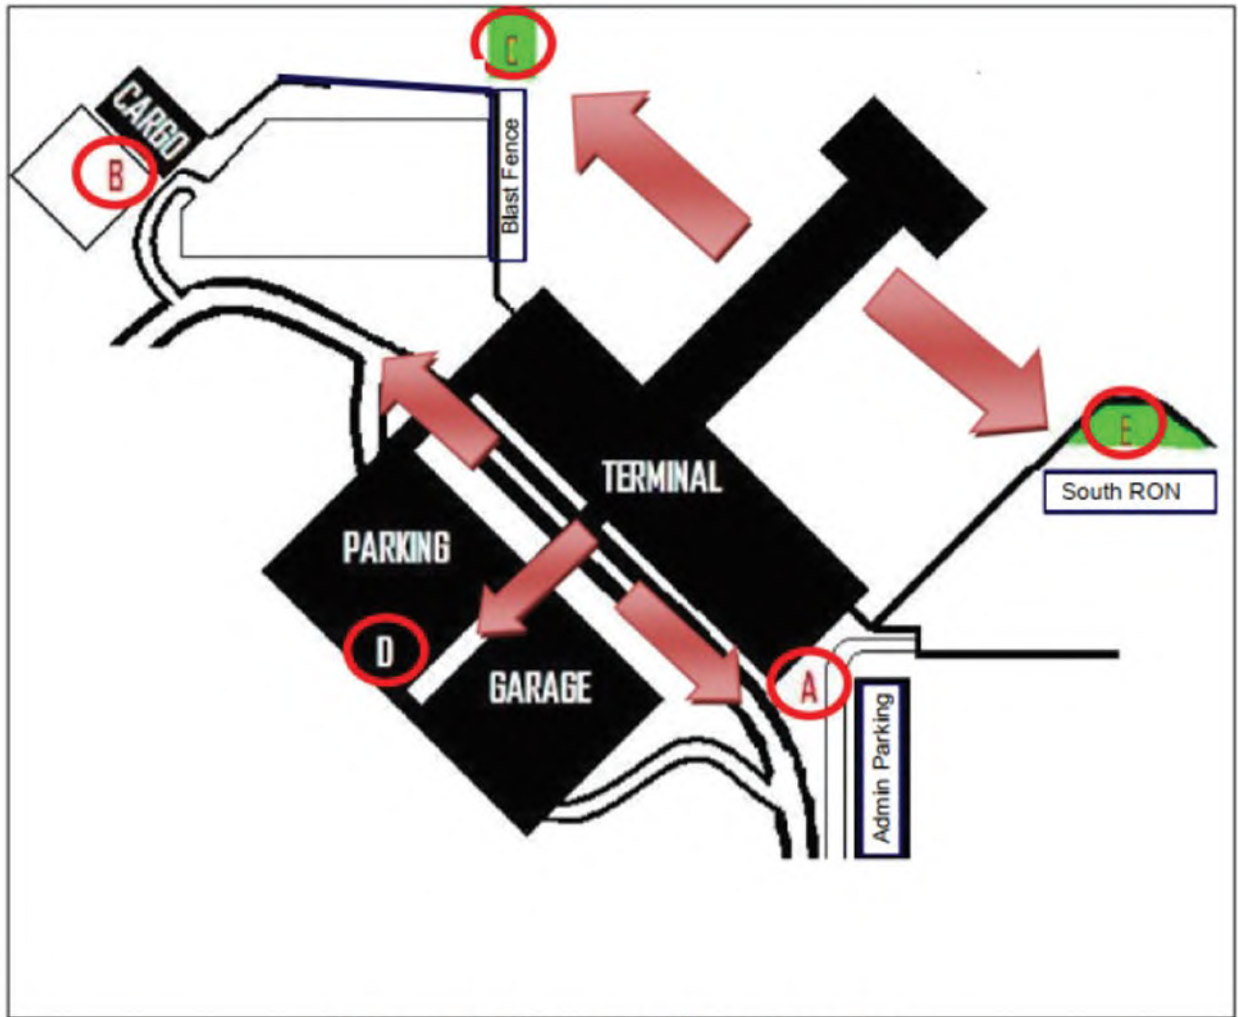 C
CARGO
B
Blast Fence
TERMINAL
E
South RON
PARKING
D
GARAGE
A
Admin Parking